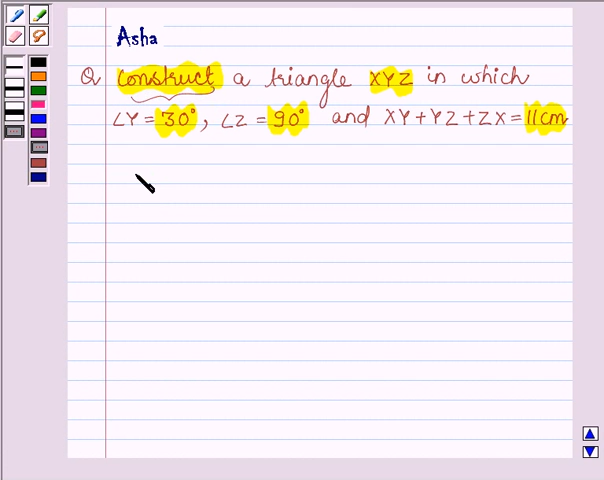 Asha
Q Construct a triangle XYZ in which
∠Y = 30°, ∠Z = 90° and XY+YZ+ZX = 11cm